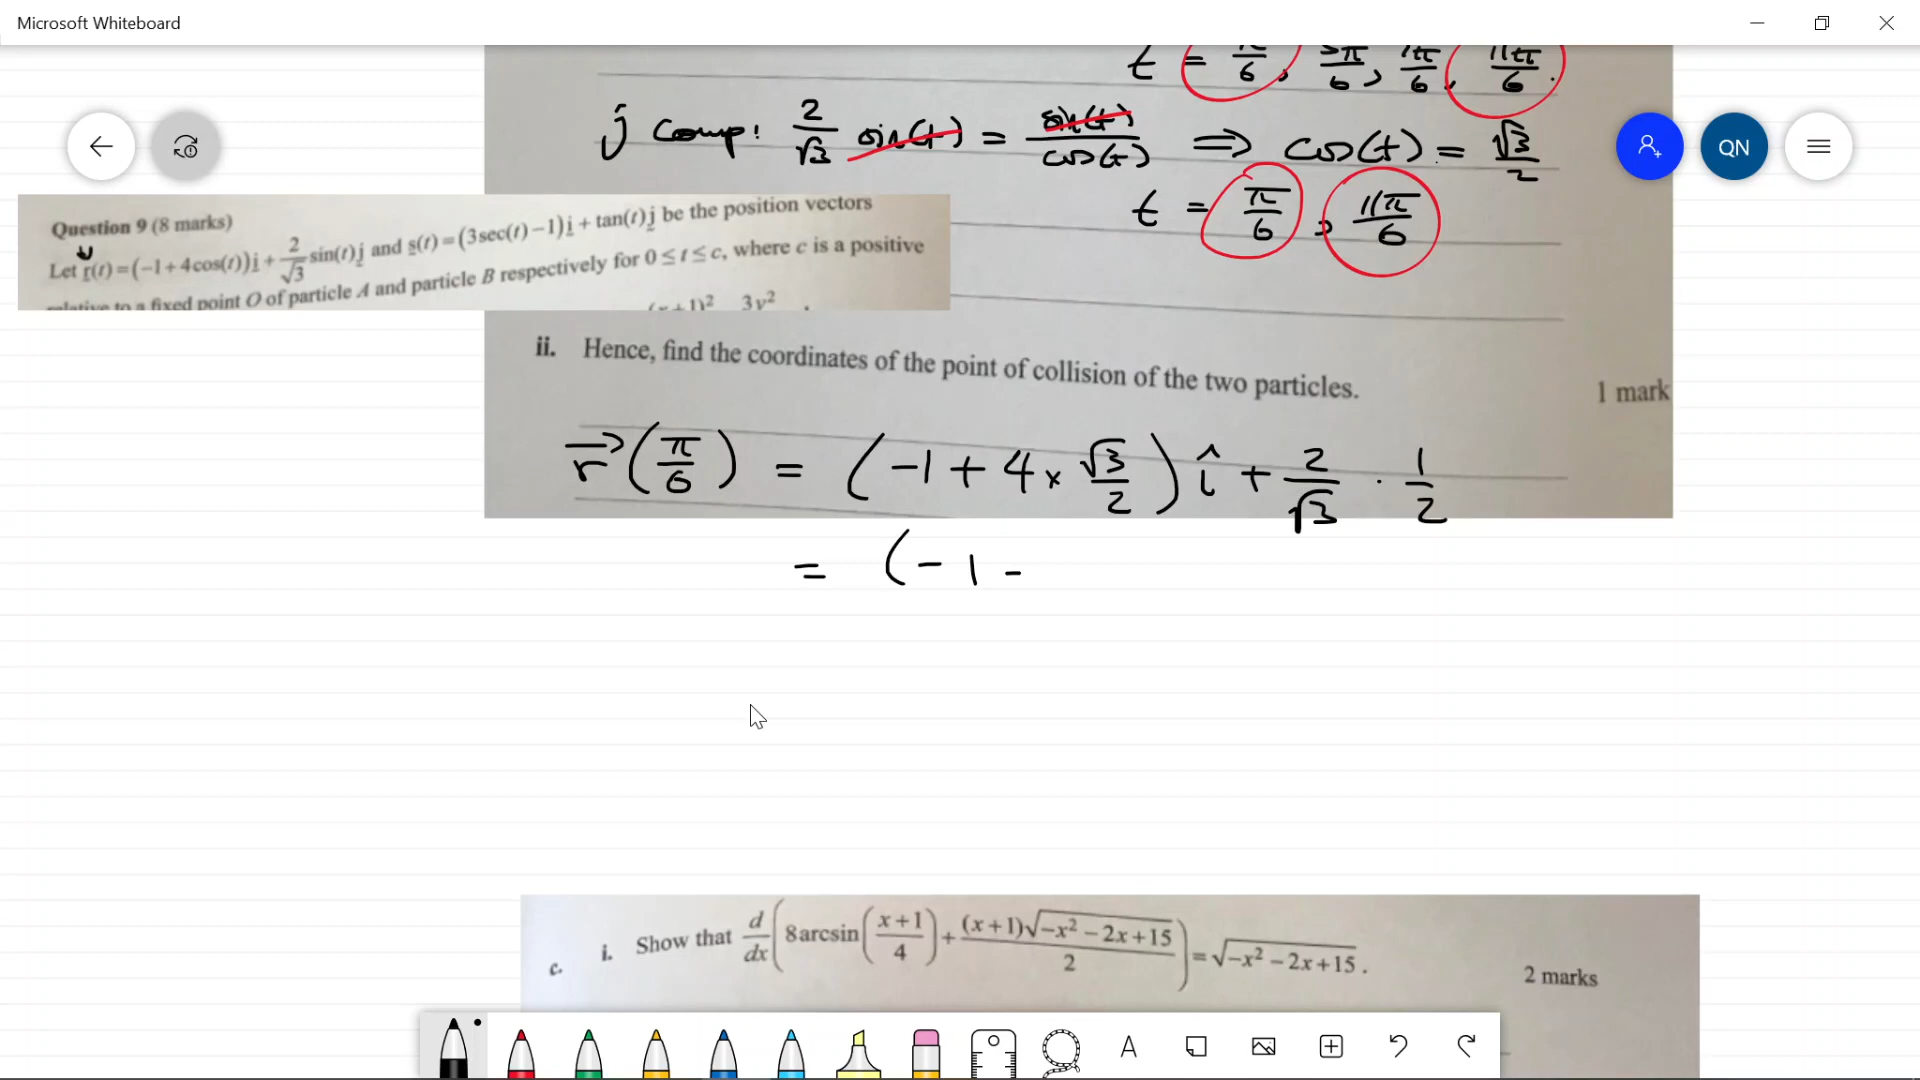 Microsoft Whiteboard
t = π/6, 5π/6, 7π/6, 11π/6.
j comp: 2/√3 sin(t) = sin(t)/cos(t) ⇒ cos(t) = √3/2
QN
t = π/6, 11π/6
Question 9 (8 marks)
Let r(t) = (−1 + 4cos(t))i + 2/√3 sin(t)j and s(t) = (3sec(t) − 1)i + tan(t)j be the position vectors
relative to a fixed point O of particle A and particle B respectively for 0 ≤ t ≤ c, where c is a positive
ii. Hence, find the coordinates of the point of collision of the two particles.
1 mark
r⃗(π/6) = (−1 + 4 × √3/2) î + 2/√3 · 1/2
= (− 1 -
c. i. Show that d/dx (8arcsin((x+1)/4) + (x+1)√(−x² − 2x + 15)/2) = √(−x² − 2x + 15).
2 marks
A